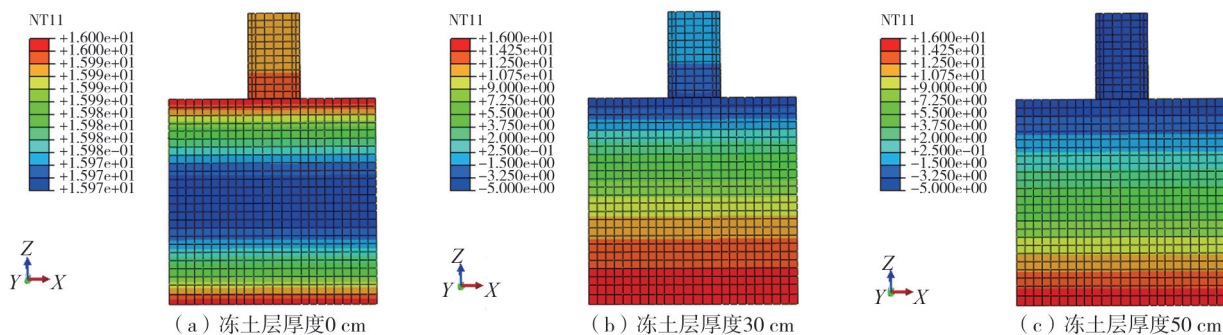 NT11
+1.600e+01
+1.600e+01
+1.599e+01
+1.599e+01
+1.599e+01
+1.598e+01
+1.598e+01
+1.598e+01
+1.598e−01
+1.597e+01
+1.597e+01
+1.597e+01
Z
Y X
(a)冻土层厚度0 cm
NT11
+1.600e+01
+1.425e+01
+1.251e+01
+1.075e+01
+9.000e+00
+7.250e+00
+5.500e+00
+3.750e+00
+2.000e+00
+2.500e−01
−1.500e+00
−3.250e+00
−5.000e+00
Z
Y X
(b)冻土层厚度30 cm
NT11
+1.600e+01
+1.425e+01
+1.251e+01
+1.075e+01
+9.000e+00
+7.250e+00
+5.500e+00
+3.750e+00
+2.000e+00
+2.500e−01
−1.500e+00
−3.250e+00
−5.000e+00
Z
Y X
(c)冻土层厚度50 cm